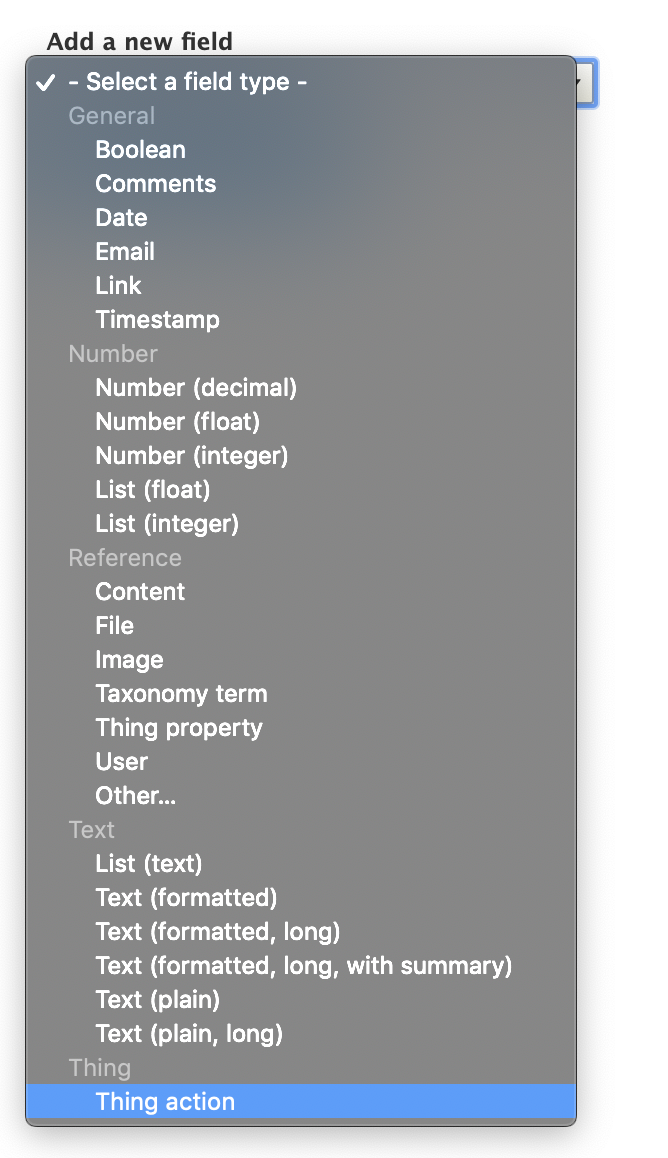 Add a new field
- Select a field type -
General
Boolean
Comments
Date
Email
Link
Timestamp
Number
Number (decimal)
Number (float)
Number (integer)
List (float)
List (integer)
Reference
Content
File
Image
Taxonomy term
Thing property
User
Other...
Text
List (text)
Text (formatted)
Text (formatted, long)
Text (formatted, long, with summary)
Text (plain)
Text (plain, long)
Thing
Thing action